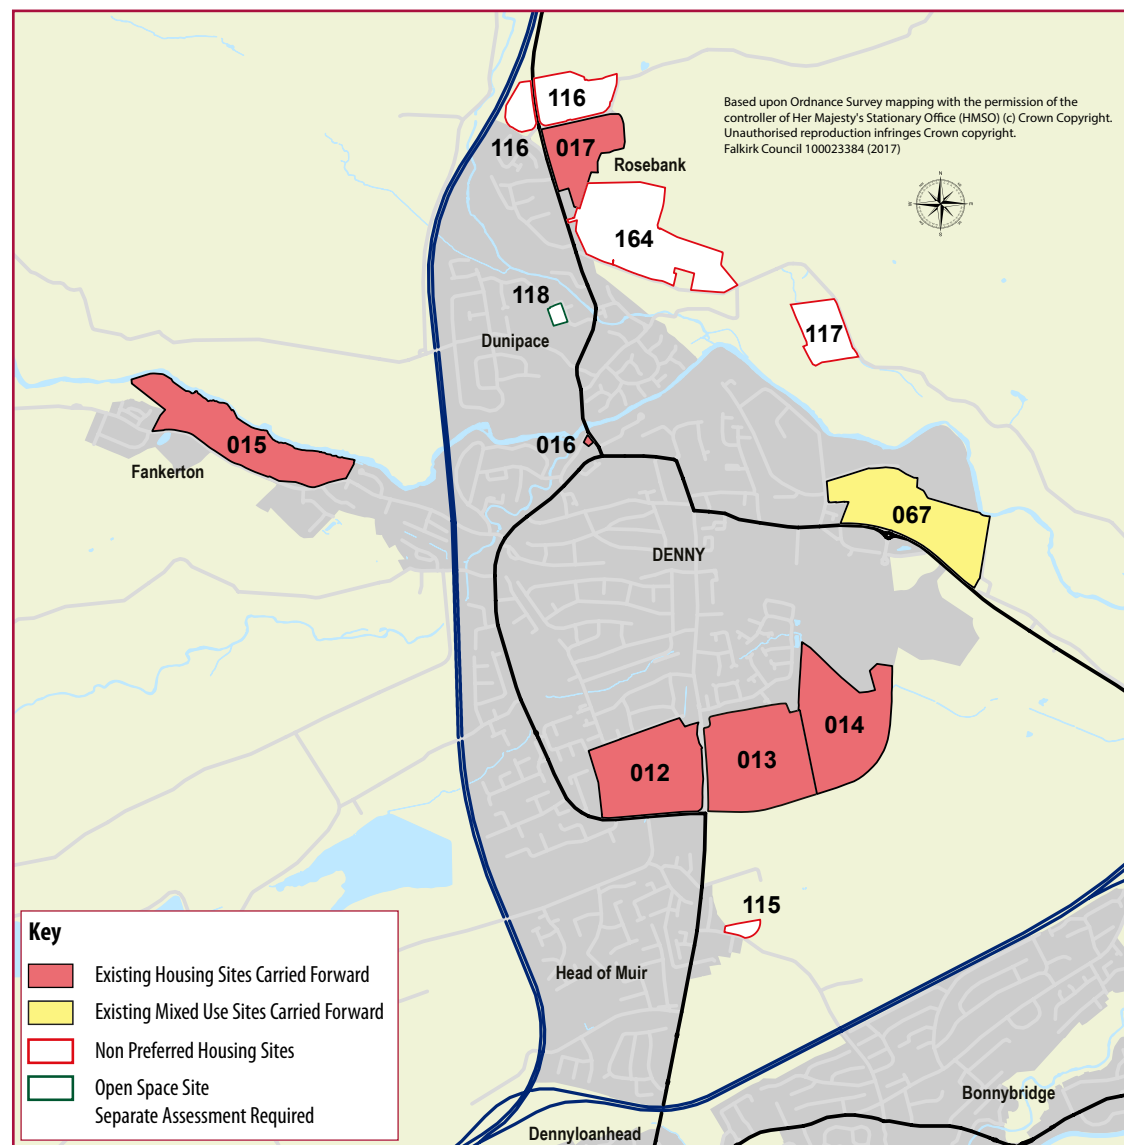 116
Based upon Ordnance Survey mapping with the permission of the
controller of Her Majesty's Stationary Office (HMSO) (c) Crown Copyright.
Unauthorised reproduction infringes Crown copyright.
Falkirk Council 100023384 (2017)
116
017
Rosebank
N
E
S
W
164
118
Dunipace
117
015
016
Fankerton
067
DENNY
014
012
013
115
Head of Muir
Bonnybridge
Dennyloanhead
Key
Existing Housing Sites Carried Forward
Existing Mixed Use Sites Carried Forward
Non Preferred Housing Sites
Open Space Site
Separate Assessment Required